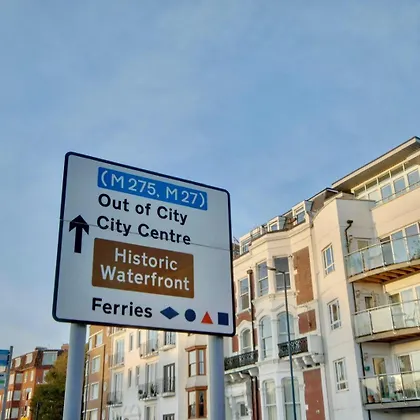 (M 275, M 27)
Out of City
City Centre
Historic
Waterfront
Ferries